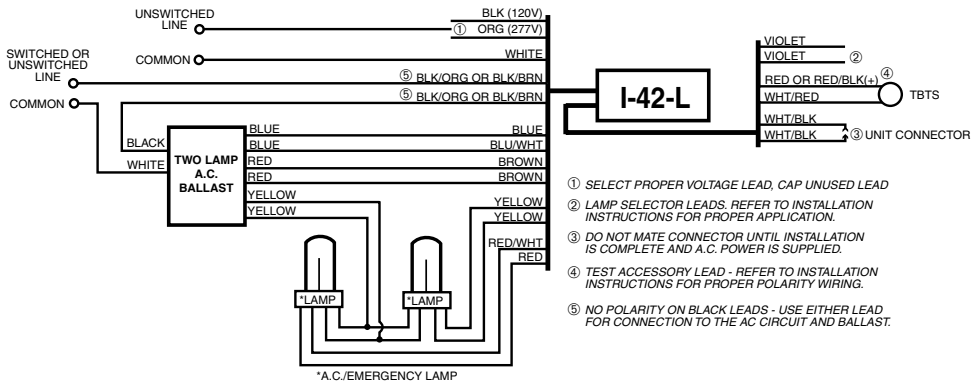 UNSWITCHED
LINE
BLK (120V)
① ORG (277V)
COMMON
WHITE
SWITCHED OR
UNSWITCHED
LINE
⑤ BLK/ORG OR BLK/BRN
COMMON
⑤ BLK/ORG OR BLK/BRN
BLACK
WHITE
TWO LAMP
A.C.
BALLAST
BLUE
BLUE
RED
RED
YELLOW
YELLOW
BLUE
BLU/WHT
BROWN
BROWN
YELLOW
YELLOW
RED/WHT
RED
*LAMP
*LAMP
*A.C./EMERGENCY LAMP
I-42-L
VIOLET
VIOLET
②
RED OR RED/BLK(+)
④
WHT/RED
TBTS
WHT/BLK
WHT/BLK
③ UNIT CONNECTOR
① SELECT PROPER VOLTAGE LEAD, CAP UNUSED LEAD
② LAMP SELECTOR LEADS. REFER TO INSTALLATION
INSTRUCTIONS FOR PROPER APPLICATION.
③ DO NOT MATE CONNECTOR UNTIL INSTALLATION
IS COMPLETE AND A.C. POWER IS SUPPLIED.
④ TEST ACCESSORY LEAD - REFER TO INSTALLATION
INSTRUCTIONS FOR PROPER POLARITY WIRING.
⑤ NO POLARITY ON BLACK LEADS - USE EITHER LEAD
FOR CONNECTION TO THE AC CIRCUIT AND BALLAST.